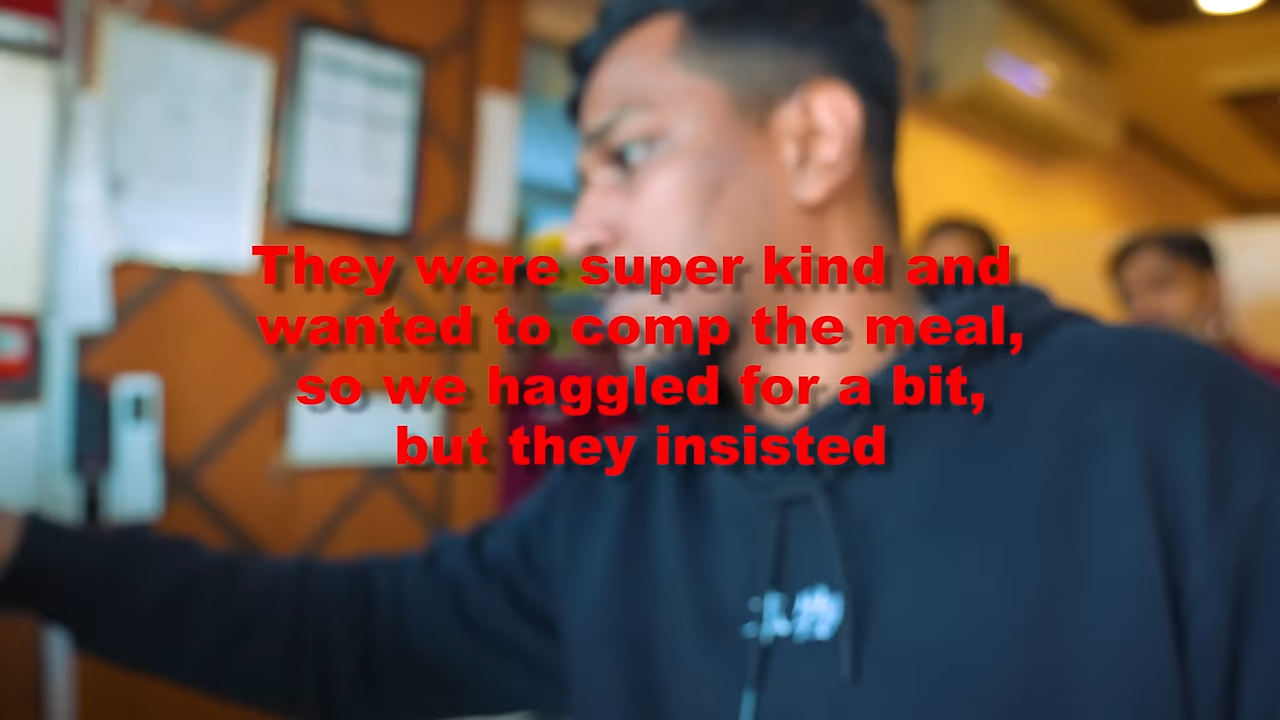 They were super kind and
wanted to comp the meal,
so we haggled for a bit,
but they insisted